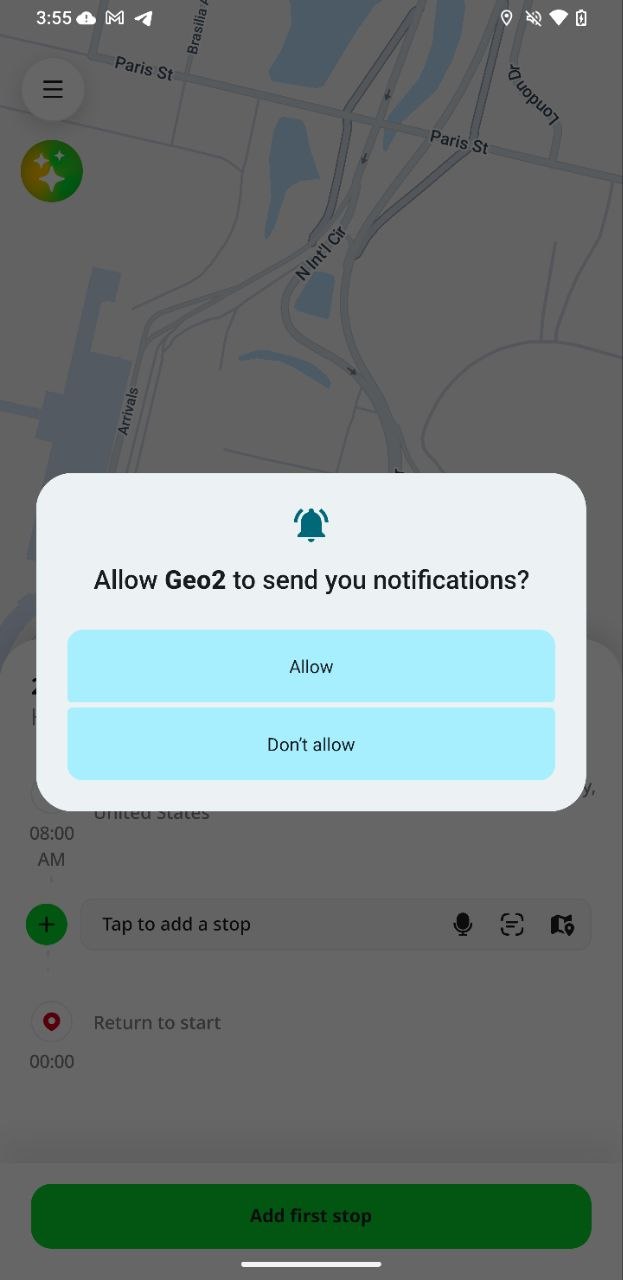 3:55
Brasilia A
Paris St
London Dr
Paris St
N Int'l Cir
Arrivals
Allow Geo2 to send you notifications?
Allow
Don't allow
United States
08:00
AM
Tap to add a stop
Return to start
00:00
Add first stop